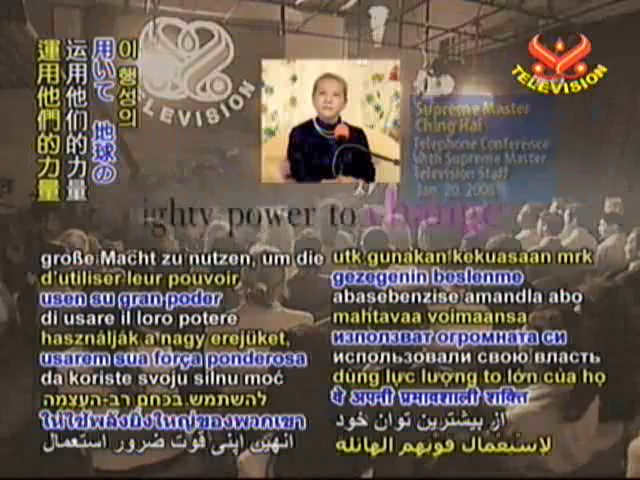 이 행성의
用いて 地球の
运用他们的力量
運用他們的力量
TELEVISION
TELEVISION
Supreme Master
Ching Hai
Telephone Conference
with Supreme Master
Television Staff
Jan. 20,
ighty power to change
große Macht zu nutzen, um die
d'utiliser leur pouvoir
usen su gran poder
di usare il loro potere
használják a nagy erejüket,
usarem sua força ponderosa
da koriste svoju silnu moć
להשתמש בכחם רב-העצמה
ให้ใช้พลังยิ่งใหญ่ของพวกเขา
انھیں اپنی قوت ضرور استعمال
utk gunakan kekuasaan mrk
gezegenin beslenme
abasebenzise amandla abo
mahtavaa voimaansa
използват огромната си
использовали свою власть
dùng lực lượng to lớn của họ
वे अपनी प्रभावशाली शक्ति
از بیشترین توان خود
لإستعمال قوتهم الهائلة